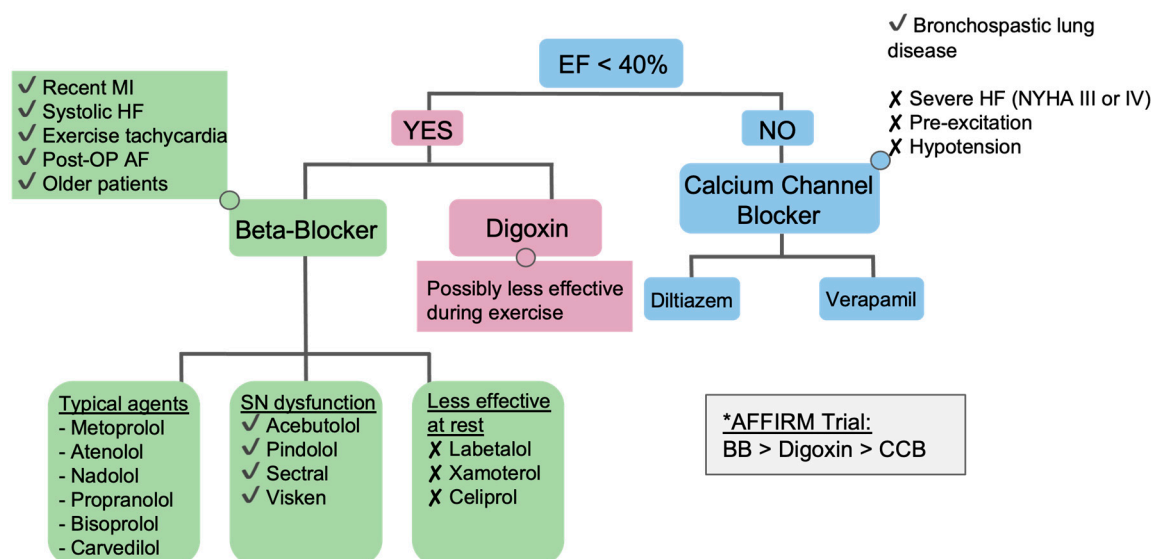 EF < 40%
YES
NO
✓ Recent MI
✓ Systolic HF
✓ Exercise tachycardia
✓ Post-OP AF
✓ Older patients
Beta-Blocker
Digoxin
Possibly less effective
during exercise
✓ Bronchospastic lung
disease
✗ Severe HF (NYHA III or IV)
✗ Pre-excitation
✗ Hypotension
Calcium Channel
Blocker
Diltiazem
Verapamil
Typical agents
- Metoprolol
- Atenolol
- Nadolol
- Propranolol
- Bisoprolol
- Carvedilol
SN dysfunction
✓ Acebutolol
✓ Pindolol
✓ Sectral
✓ Visken
Less effective
at rest
✗ Labetalol
✗ Xamoterol
✗ Celiprol
*AFFIRM Trial:
BB > Digoxin > CCB